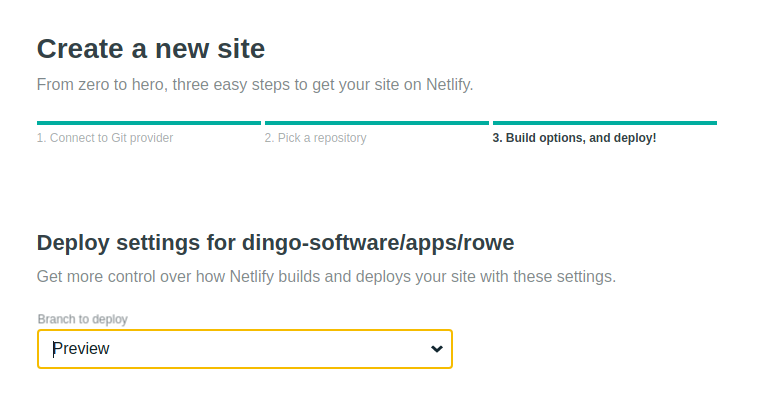 Create a new site
From zero to hero, three easy steps to get your site on Netlify.
1. Connect to Git provider
2. Pick a repository
3. Build options, and deploy!
Deploy settings for dingo-software/apps/rowe
Get more control over how Netlify builds and deploys your site with these settings.
Branch to deploy
Preview